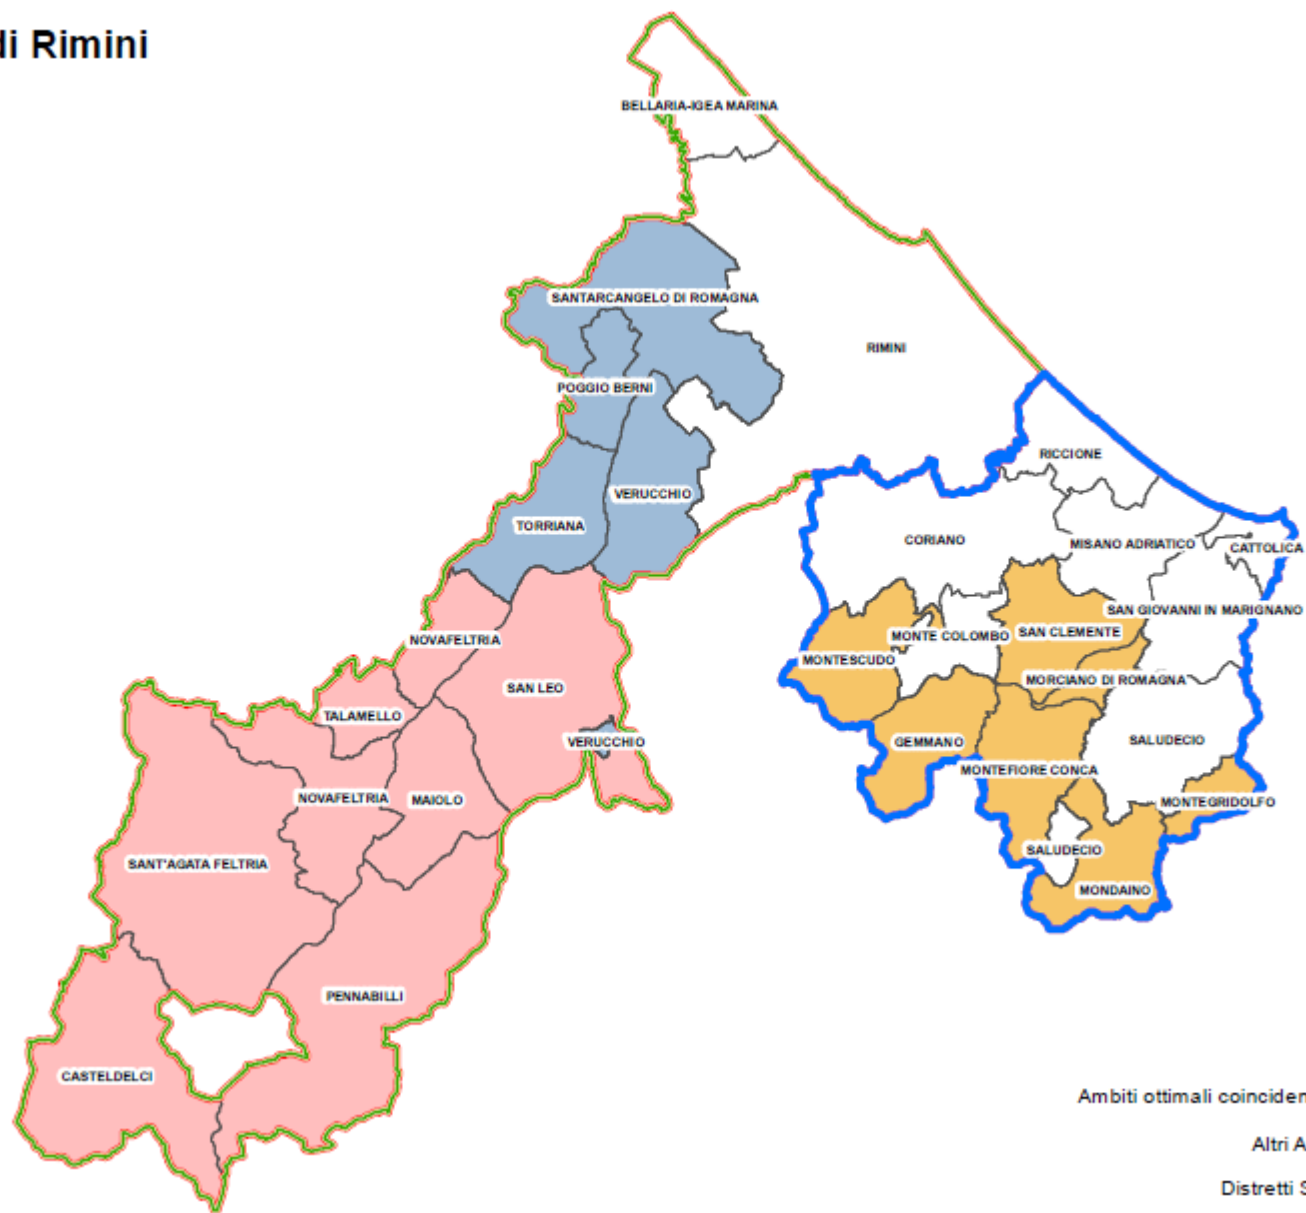 di Rimini
BELLARIA-IGEA MARINA
SANTARCANGELO DI ROMAGNA
RIMINI
POGGIO BERNI
RICCIONE
VERUCCHIO
TORRIANA
CORIANO
MISANO ADRIATICO
CATTOLICA
SAN GIOVANNI IN MARIGNANO
NOVAFELTRIA
MONTE COLOMBO
SAN CLEMENTE
MONTESCUDO
MORCIANO DI ROMAGNA
SAN LEO
TALAMELLO
VERUCCHIO
GEMMANO
SALUDECIO
MONTEFIORE CONCA
NOVAFELTRIA
MAIOLO
MONTEGRIDOLFO
SANT'AGATA FELTRIA
SALUDECIO
MONDAINO
PENNABILLI
CASTELDELCI
Ambiti ottimali coinciden
Altri A
Distretti S